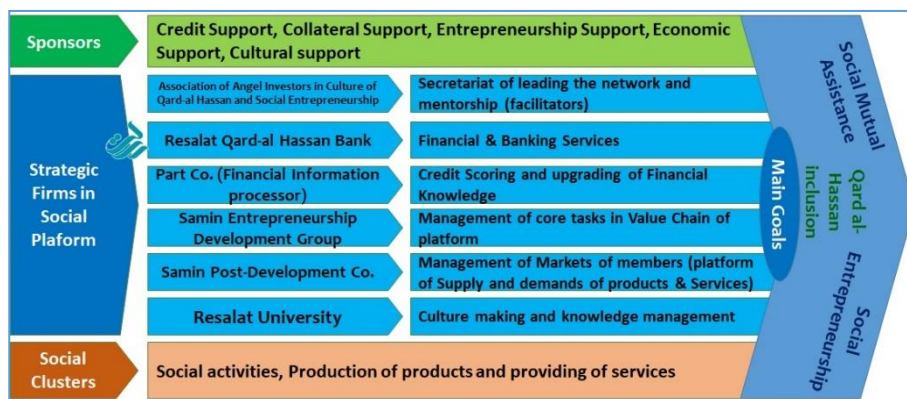 Sponsors
Credit Support, Collateral Support, Entrepreneurship Support, Economic
Support, Cultural support
Strategic
Firms in
Social
Plaform
Association of Angel Investors in Culture of
Qard-al Hassan and Social Entrepreneurship
Secretariat of leading the network and
mentorship (facilitators)
Resalat Qard-al Hassan Bank
Financial & Banking Services
Part Co. (Financial Information
processor)
Credit Scoring and upgrading of Financial
Knowledge
Samin Entrepreneurship
Development Group
Management of core tasks in Value Chain of
platform
Samin Post-Development Co.
Management of Markets of members (platform
of Supply and demands of products & Services)
Resalat University
Culture making and knowledge management
Social
Clusters
Social activities, Production of products and providing of services
Main Goals
Social Mutual
Assistance
Qard al-
Hassan
inclusion
Social
Entrepreneurship